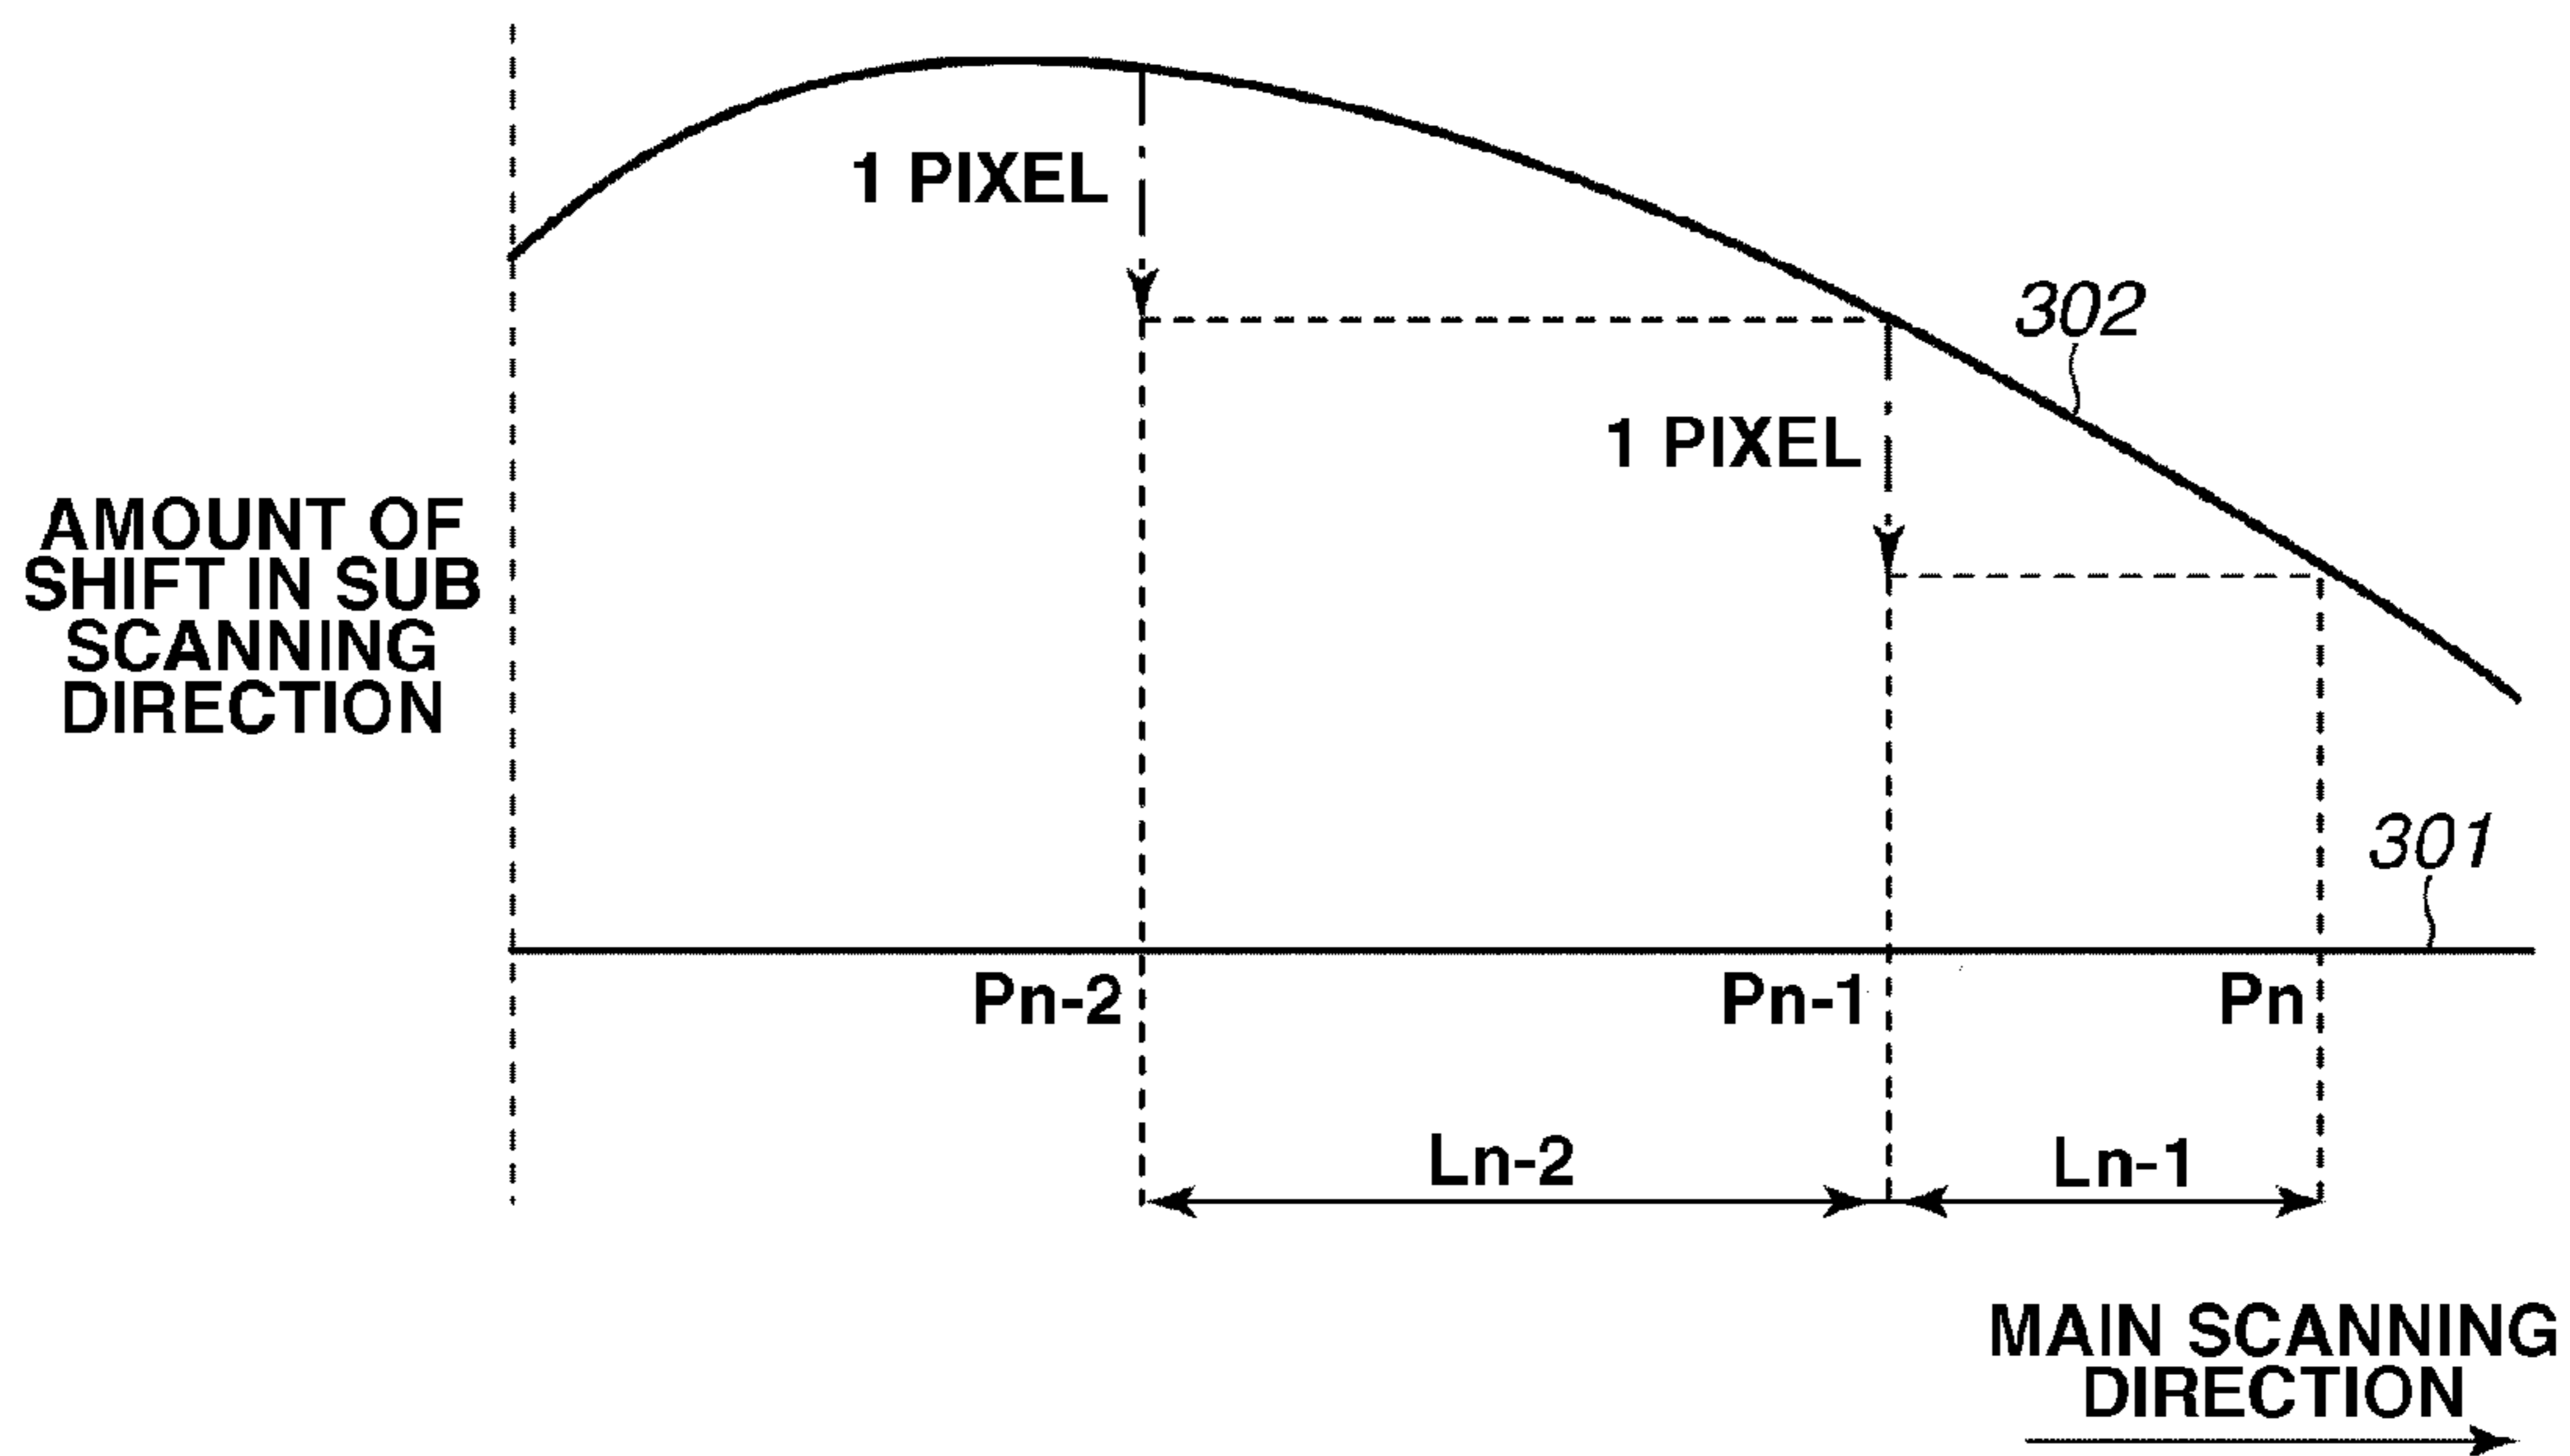 1 PIXEL
302
1 PIXEL
AMOUNT OF
SHIFT IN SUB
SCANNING
DIRECTION
301
Pn-2
Pn-1
Pn
Ln-2
Ln-1
MAIN SCANNING
DIRECTION